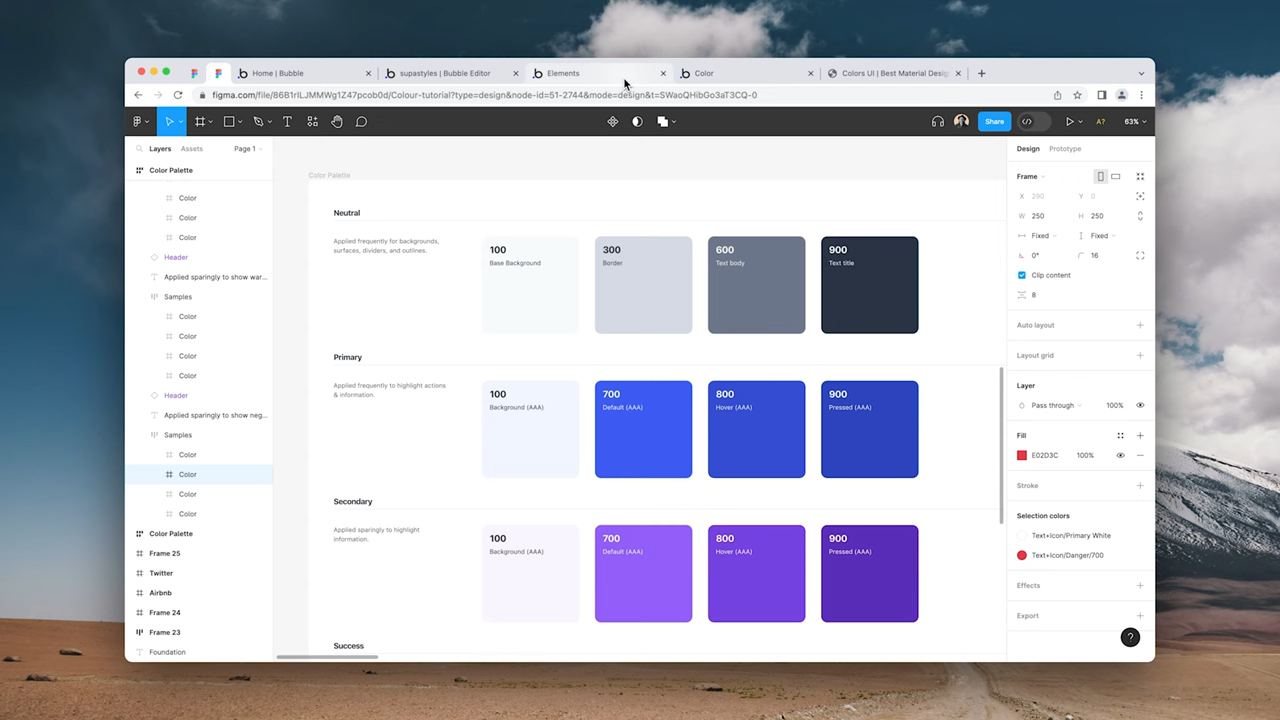 Home | Bubble
supastyles | Bubble Editor
Elements
Color
Colors UI | Best Material Desig
figma.com/file/86B1rILJMMWg1Z47pcob0d/Colour-tutorial?type=design&node-id=51-2744&mode=design&t=SWaoQHibGo3aT3CQ-0
Share
A?
63%
Layers
Assets
Page 1
Color Palette
Color
Color
Color
Header
Applied sparingly to show war...
Samples
Color
Color
Color
Color
Header
Applied sparingly to show neg...
Samples
Color
Color
Color
Color
Color Palette
Frame 25
Twitter
Airbnb
Frame 24
Frame 23
Foundation
Color Palette
Neutral
Applied frequently for backgrounds,
surfaces, dividers, and outlines.
100
Base Background
300
Border
600
Text body
900
Text title
Primary
Applied frequently to highlight actions
& information.
100
Background (AAA)
700
Default (AAA)
800
Hover (AAA)
900
Pressed (AAA)
Secondary
Applied sparingly to highlight
information.
100
Background (AAA)
700
Default (AAA)
800
Hover (AAA)
900
Pressed (AAA)
Success
Design
Prototype
Frame
X 290
Y 0
W 250
H 250
Fixed
Fixed
0°
16
Clip content
8
Auto layout
Layout grid
Layer
Pass through
100%
Fill
E02D3C
100%
Stroke
Selection colors
Text+Icon/Primary White
Text+Icon/Danger/700
Effects
Export
?